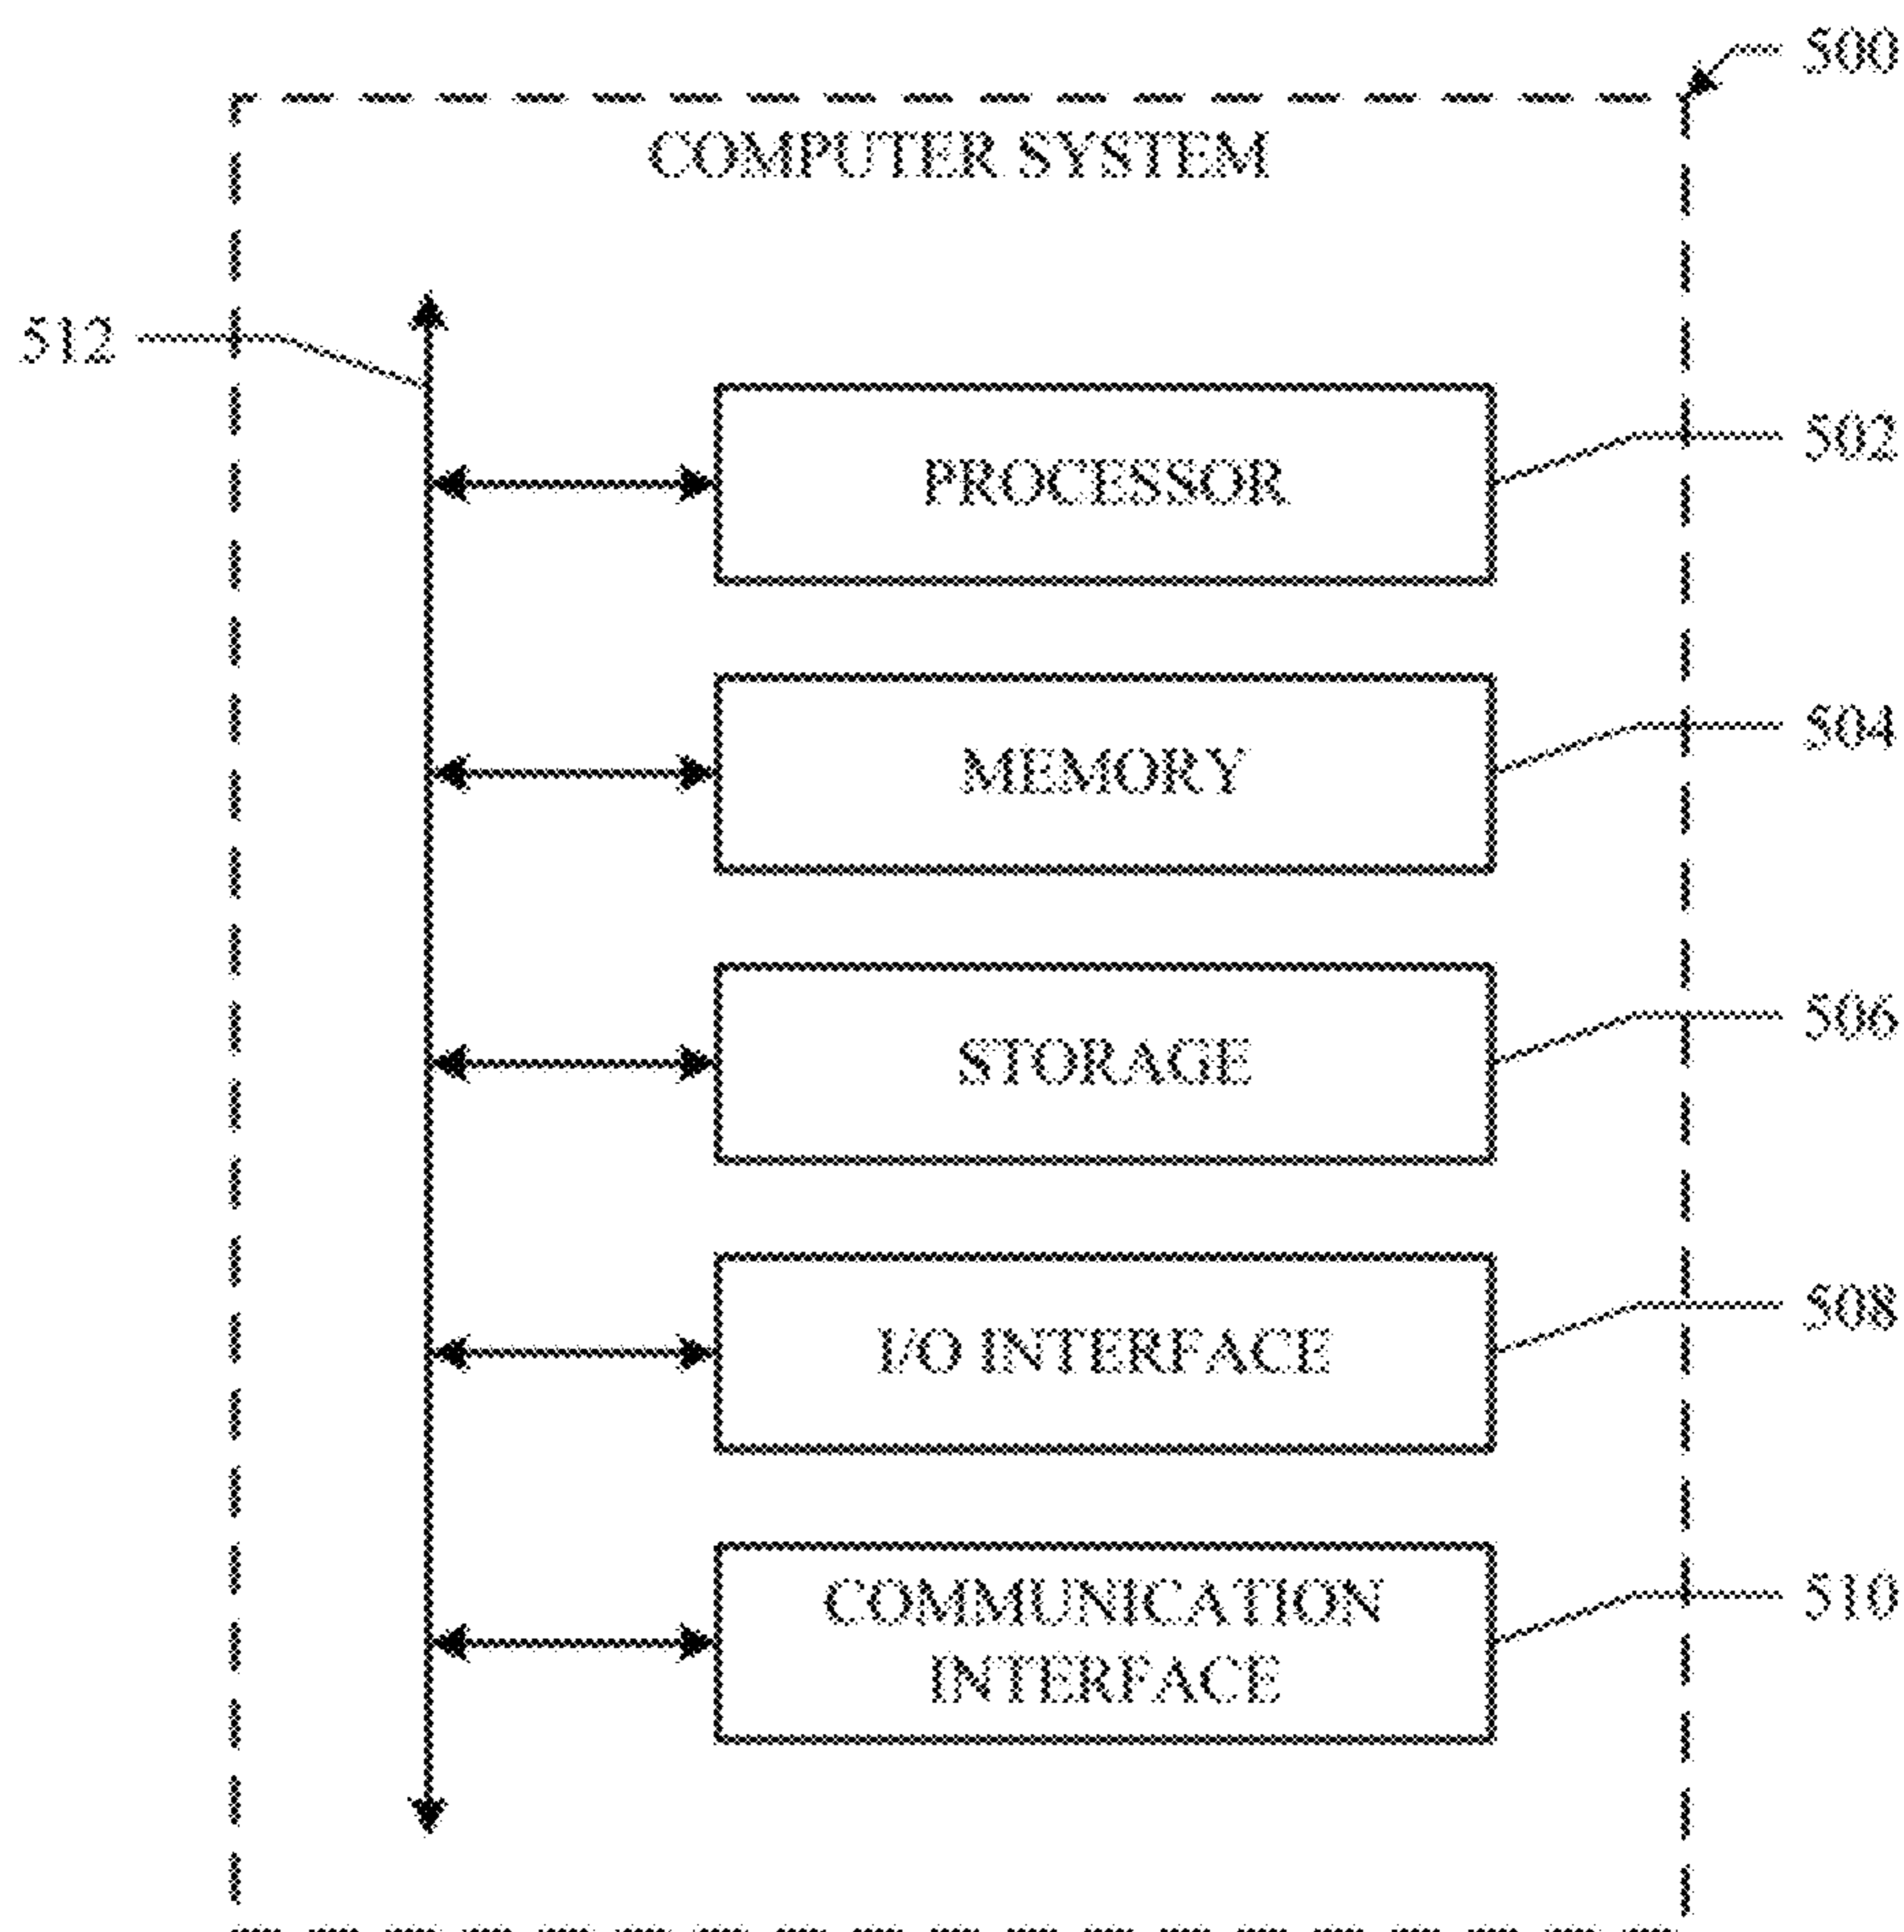 500
COMPUTER SYSTEM
512
PROCESSOR
502
MEMORY
504
STORAGE
506
I/O INTERFACE
508
COMMUNICATION
INTERFACE
510